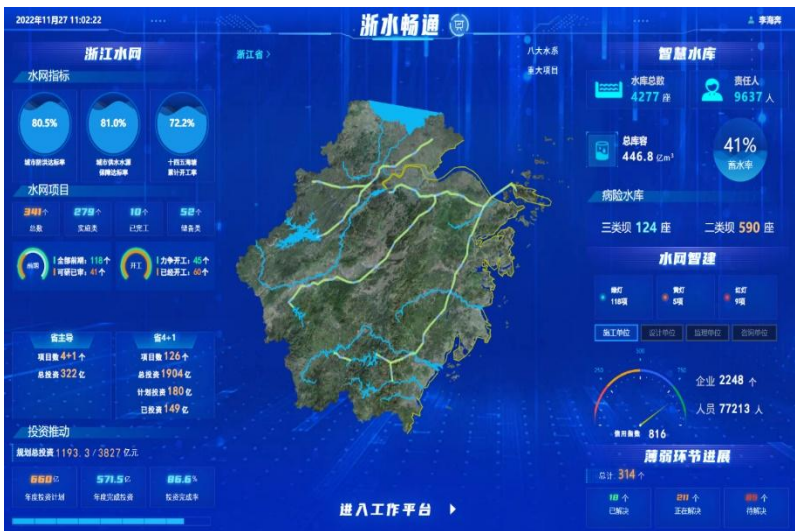 2022年11月27 11:02:22
浙水畅通
李海奔
浙江水网
水网指标
80.5%
81.0%
72.2%
城市防洪达标率
城市供水水源
保障达标率
十四五海塘
累计开工率
水网项目
341个
279个
10个
52个
总数
实施类
已完工
储备类
前期
全部前期：118个
可研已审：41个
开工
力争开工：45个
已经开工：60个
省主导
项目数 4+1 个
总投资 322 亿
省4+1
项目数 126 个
总投资 1904 亿
计划投资 180 亿
已投资 149 亿
投资推动
规划总投资 1193.3/3827 亿元
660亿
571.5亿
86.6%
年度投资计划
年度完成投资
投资完成率
浙江省 >
八大水系
重大项目
进入工作平台
智慧水库
水库总数
4277 座
责任人
9637 人
总库容
446.8 亿m³
41%
蓄水率
病险水库
三类坝 124 座
二类坝 590 座
水网智建
绿灯
118项
黄灯
5项
红灯
9项
施工单位
设计单位
监理单位
企业 2248 个
人员 77213 人
信用指数 816
薄弱环节进展
总计 314 个
18 个
211 个
已解决
正在解决
待解决